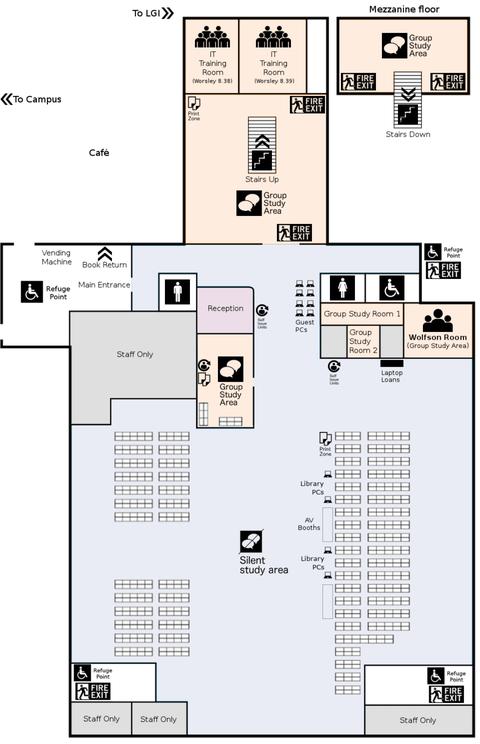 To LGI
Mezzanine floor
IT
Training
Room
(Worsley 8.38)
IT
Training
Room
(Worsley 8.39)
Group
Study
Area
FIRE
EXIT
FIRE
EXIT
To Campus
Print
Zone
FIRE
EXIT
Stairs Down
Cafè
Stairs Up
Group
Study
Area
FIRE
EXIT
Vending
Machine
Book Return
Refuge
Point
FIRE
EXIT
Refuge
Point
Main Entrance
Reception
Self
Issue
Units
Guest
PCs
Group Study Room 1
Group
Study
Room 2
Wolfson Room
(Group Study Area)
Staff Only
Group
Study
Area
Self
Issue
Units
Laptop
Loans
Print
Zone
Library
PCs
AV
Booths
Silent
study area
Library
PCs
Refuge
Point
FIRE
EXIT
Refuge
Point
FIRE
EXIT
Staff Only
Staff Only
Staff Only